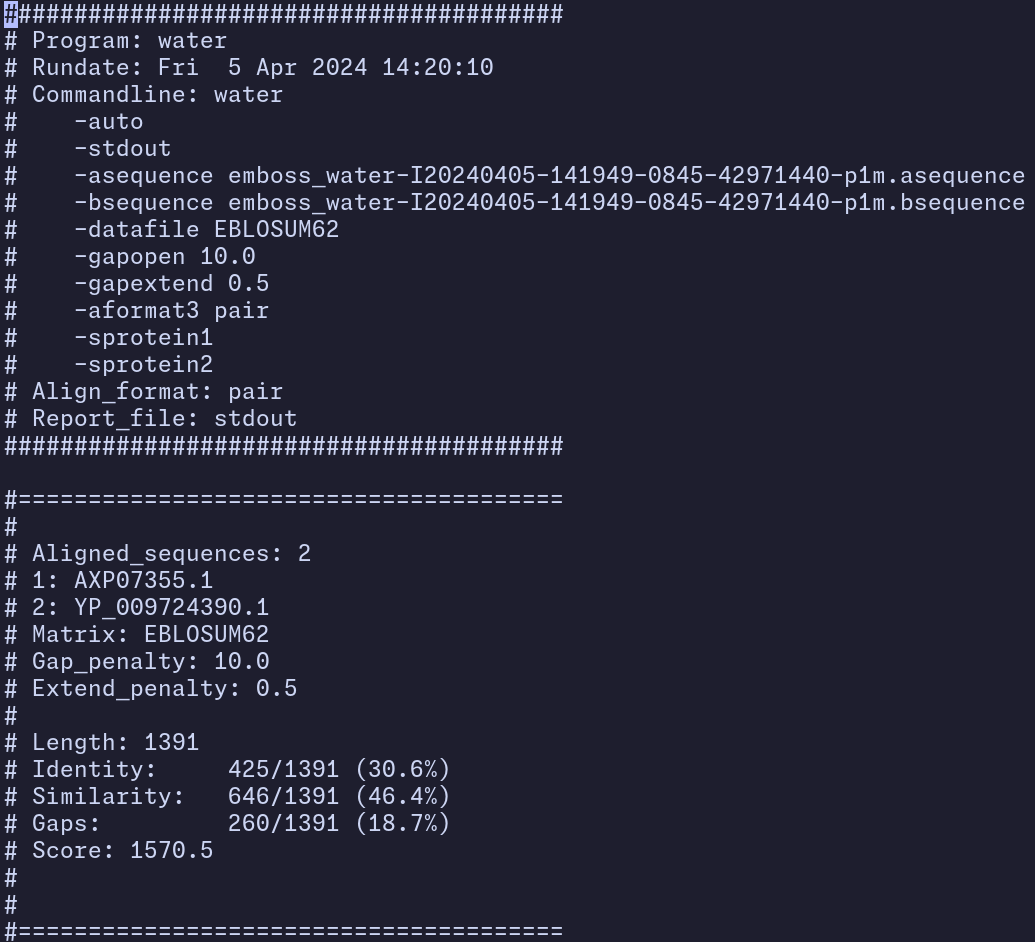 ########################################
# Program: water
# Rundate: Fri  5 Apr 2024 14:20:10
# Commandline: water
#    -auto
#    -stdout
#    -asequence emboss_water-I20240405-141949-0845-42971440-p1m.asequence
#    -bsequence emboss_water-I20240405-141949-0845-42971440-p1m.bsequence
#    -datafile EBLOSUM62
#    -gapopen 10.0
#    -gapextend 0.5
#    -aformat3 pair
#    -sprotein1
#    -sprotein2
# Align_format: pair
# Report_file: stdout
########################################

#=======================================
#
# Aligned_sequences: 2
# 1: AXP07355.1
# 2: YP_009724390.1
# Matrix: EBLOSUM62
# Gap_penalty: 10.0
# Extend_penalty: 0.5
#
# Length: 1391
# Identity:     425/1391 (30.6%)
# Similarity:   646/1391 (46.4%)
# Gaps:         260/1391 (18.7%)
# Score: 1570.5
#
#
#=======================================